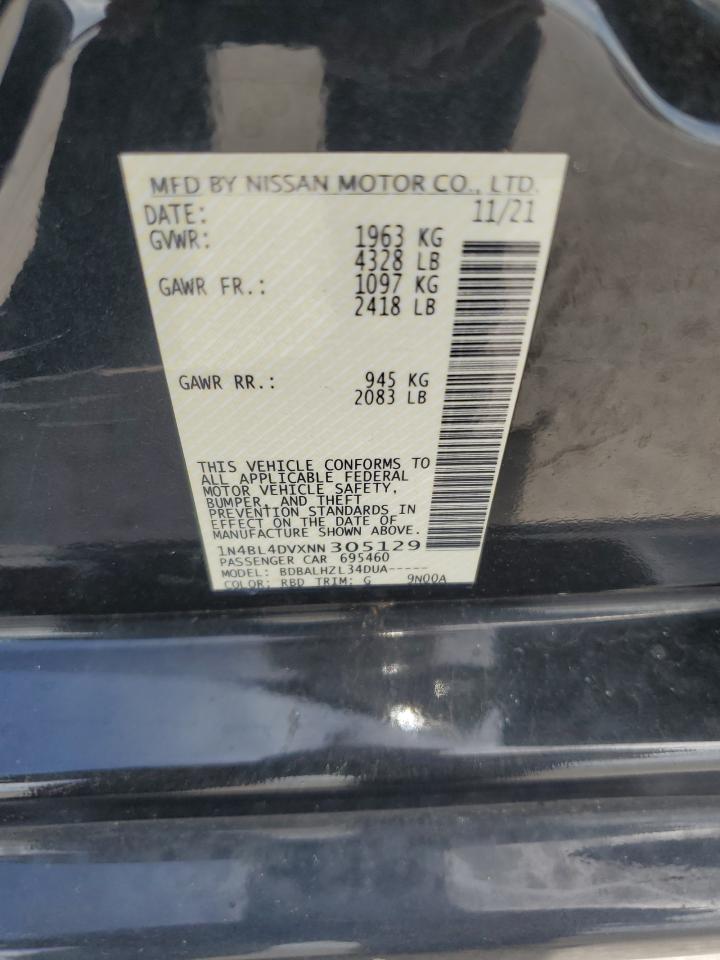 MFD BY NISSAN MOTOR CO., LTD.
DATE: 11/21
GVWR: 1963 KG
4328 LB
GAWR FR.: 1097 KG
2418 LB
GAWR RR.: 945 KG
2083 LB
THIS VEHICLE CONFORMS TO
ALL APPLICABLE FEDERAL
MOTOR VEHICLE SAFETY,
BUMPER, AND THEFT
PREVENTION STANDARDS IN
EFFECT ON THE DATE OF
MANUFACTURE SHOWN ABOVE.
1N4BL4DVXNN305129
PASSENGER CAR 695460
MODEL: BDBALHZL34DUA-----
COLOR: RBD TRIM: G 9N00A